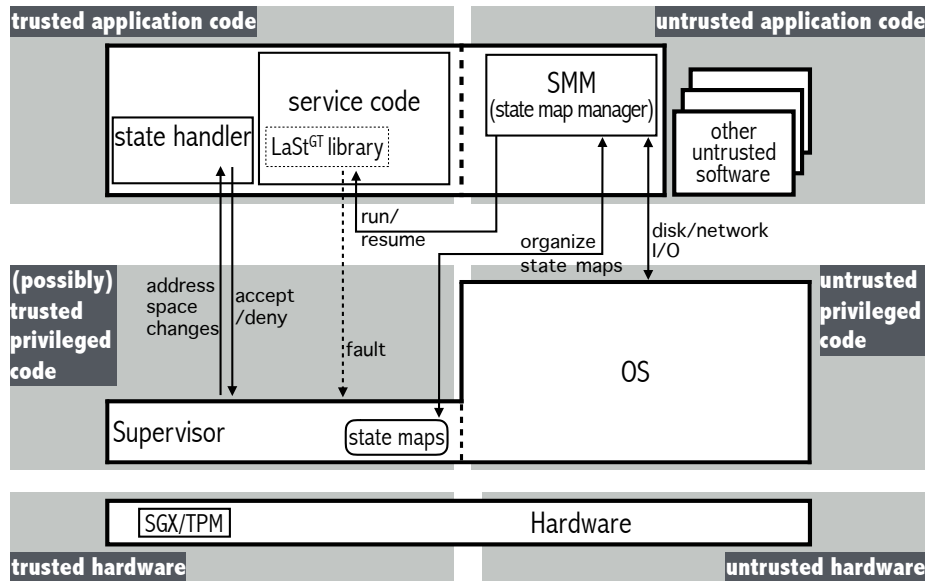 trusted application code
untrusted application code
state handler
service code
LaSt^GT library
SMM
(state map manager)
other
untrusted
software
run/
resume
organize
state maps
disk/network
I/O
(possibly)
trusted
privileged
code
address
space
changes
accept
/deny
fault
untrusted
privileged
code
OS
Supervisor
state maps
SGX/TPM
Hardware
trusted hardware
untrusted hardware